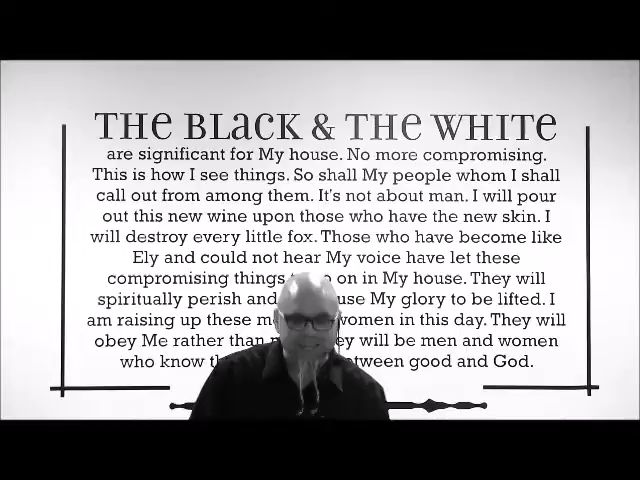 THE BLACK & THE WHITE
are significant for My house. No more compromising.
This is how I see things. So shall My people whom I shall
call out from among them. It's not about man. I will pour
out this new wine upon those who have the new skin. I
will destroy every little fox. Those who have become like
Ely and could not hear My voice have let these
compromising things on in My house. They will
spiritually perish and My glory to be lifted. I
am raising up these women in this day. They will
obey Me rather than will be men and women
who know between good and God.